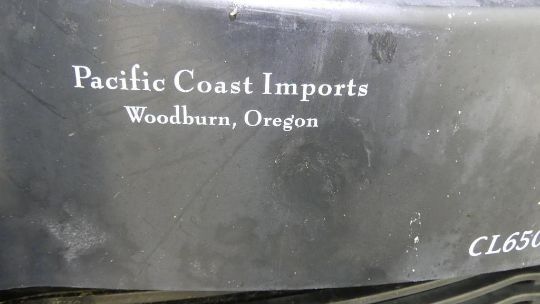 Pacific Coast Imports
Woodburn, Oregon
CL650